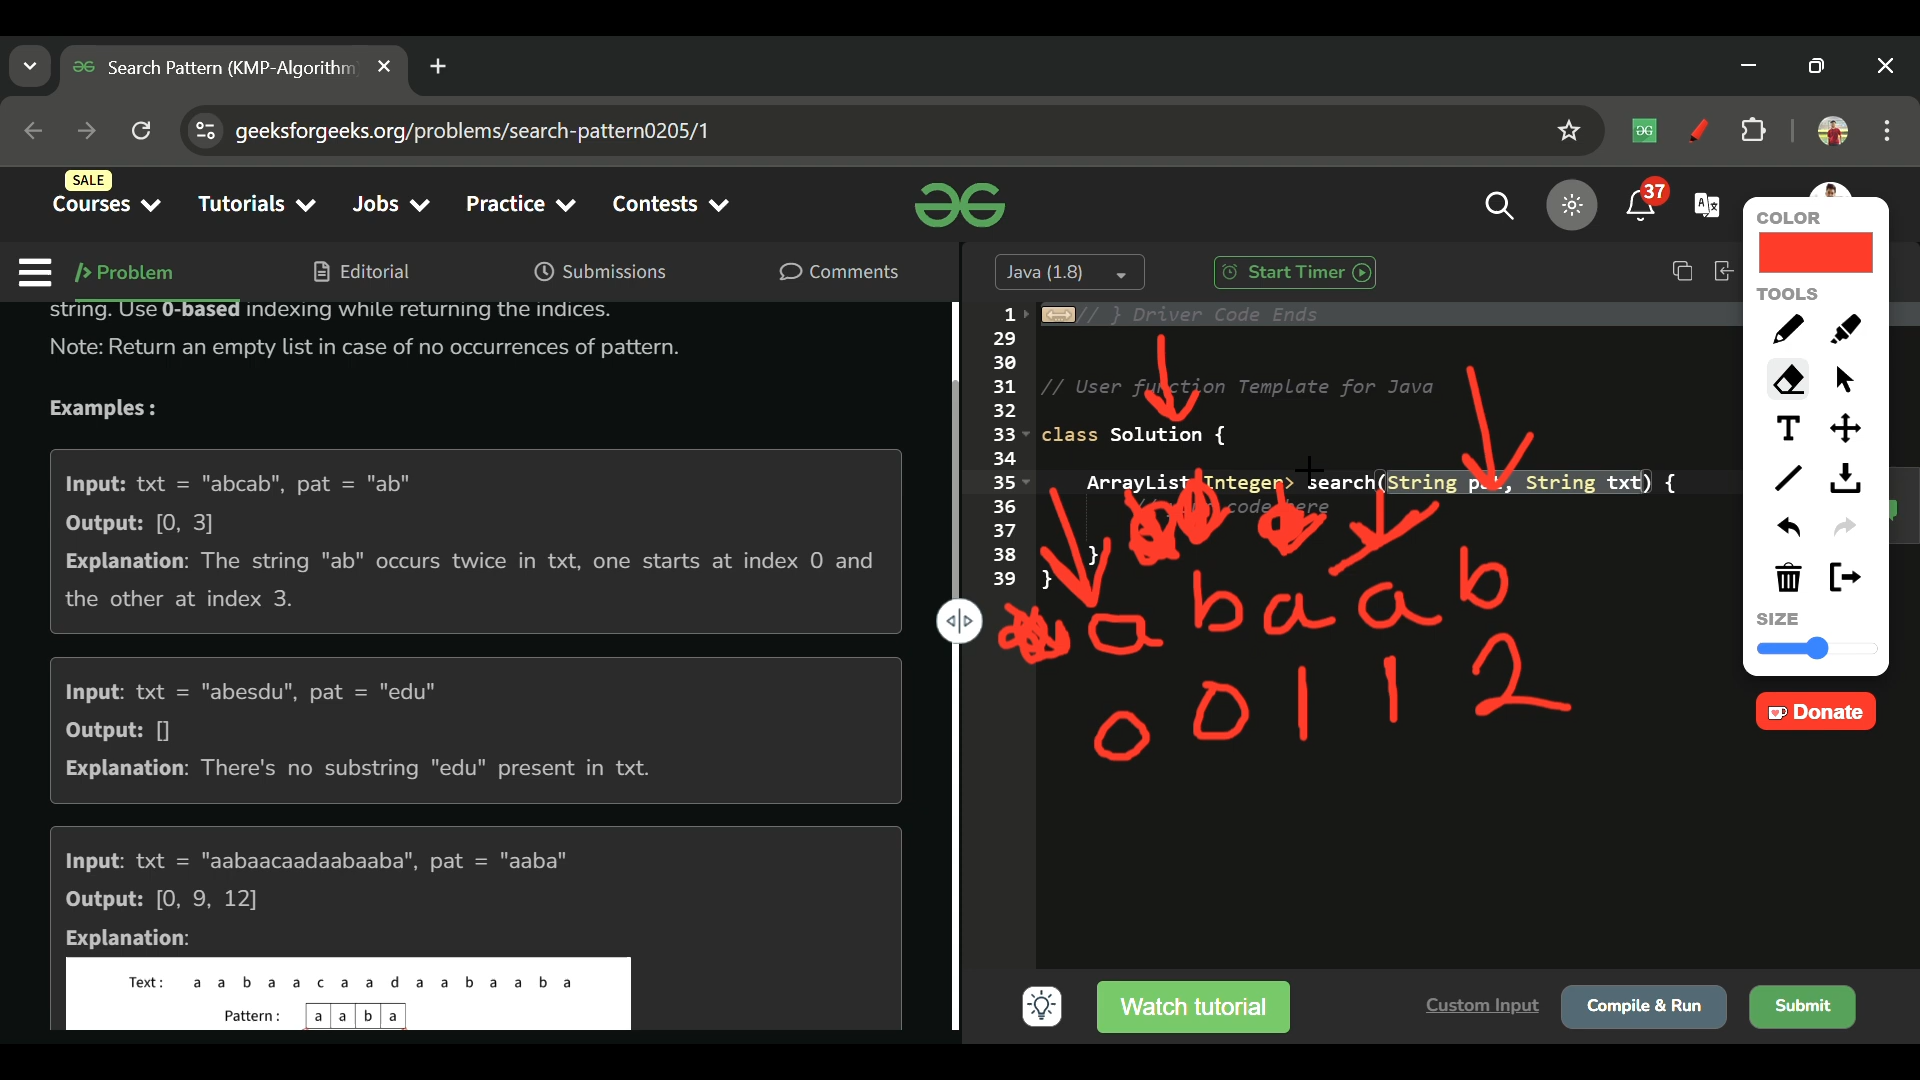 Search Pattern (KMP-Algorithm
geeksforgeeks.org/problems/search-pattern0205/1
SALE
Courses Tutorials Jobs Practice Contests
37
COLOR
Problem Editorial Submissions Comments
Java (1.8) Start Timer
TOOLS
string. Use 0-based indexing while returning the indices.
Note: Return an empty list in case of no occurrences of pattern.
Examples :
Input: txt = "abcab", pat = "ab"
Output: [0, 3]
Explanation: The string "ab" occurs twice in txt, one starts at index 0 and
the other at index 3.
Input: txt = "abesdu", pat = "edu"
Output: []
Explanation: There's no substring "edu" present in txt.
Input: txt = "aabaacaadaabaaba", pat = "aaba"
Output: [0, 9, 12]
Explanation:
Text : a a b a a c a a d a a b a a b a
Pattern : a a b a
1 // } Driver Code Ends
29
30
31 // User function Template for Java
32
33 class Solution {
34
35 ArrayList<Integer> search(String pat, String txt) {
36 code here
37
38 }
39 }
a b a a b
0 0 1 1 2
T
SIZE
Donate
Watch tutorial Custom Input Compile & Run Submit